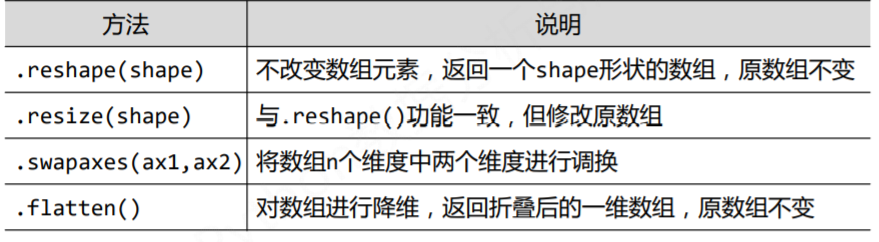 方法 说明
.reshape(shape) 不改变数组元素，返回一个shape形状的数组，原数组不变
.resize(shape) 与.reshape()功能一致，但修改原数组
.swapaxes(ax1,ax2) 将数组n个维度中两个维度进行调换
.flatten() 对数组进行降维，返回折叠后的一维数组，原数组不变